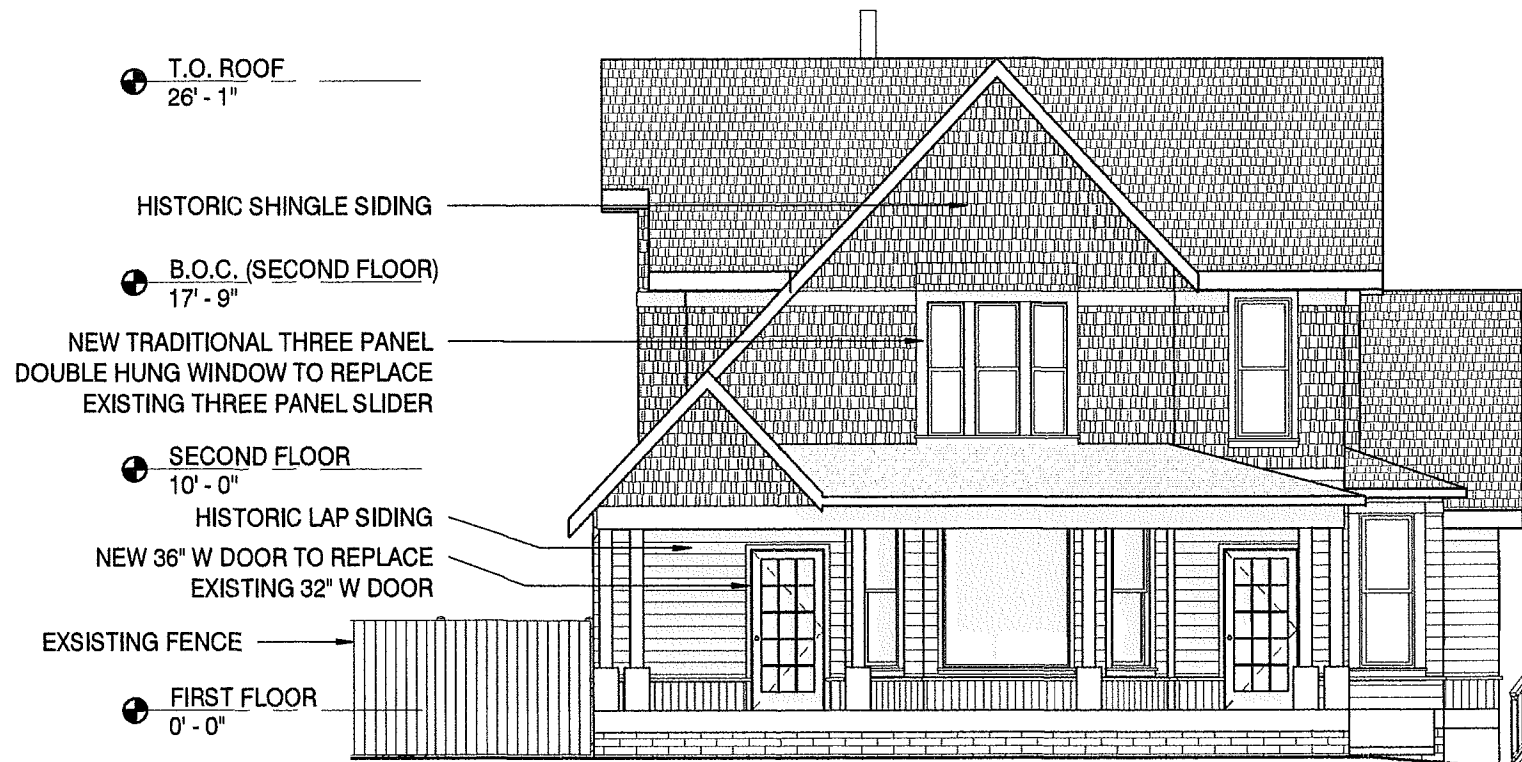 T.O. ROOF
26' - 1"
HISTORIC SHINGLE SIDING
B.O.C. (SECOND FLOOR)
17' - 9"
NEW TRADITIONAL THREE PANEL
DOUBLE HUNG WINDOW TO REPLACE
EXISTING THREE PANEL SLIDER
SECOND FLOOR
10' - 0"
HISTORIC LAP SIDING
NEW 36" W DOOR TO REPLACE
EXISTING 32" W DOOR
EXSISTING FENCE
FIRST FLOOR
0' - 0"